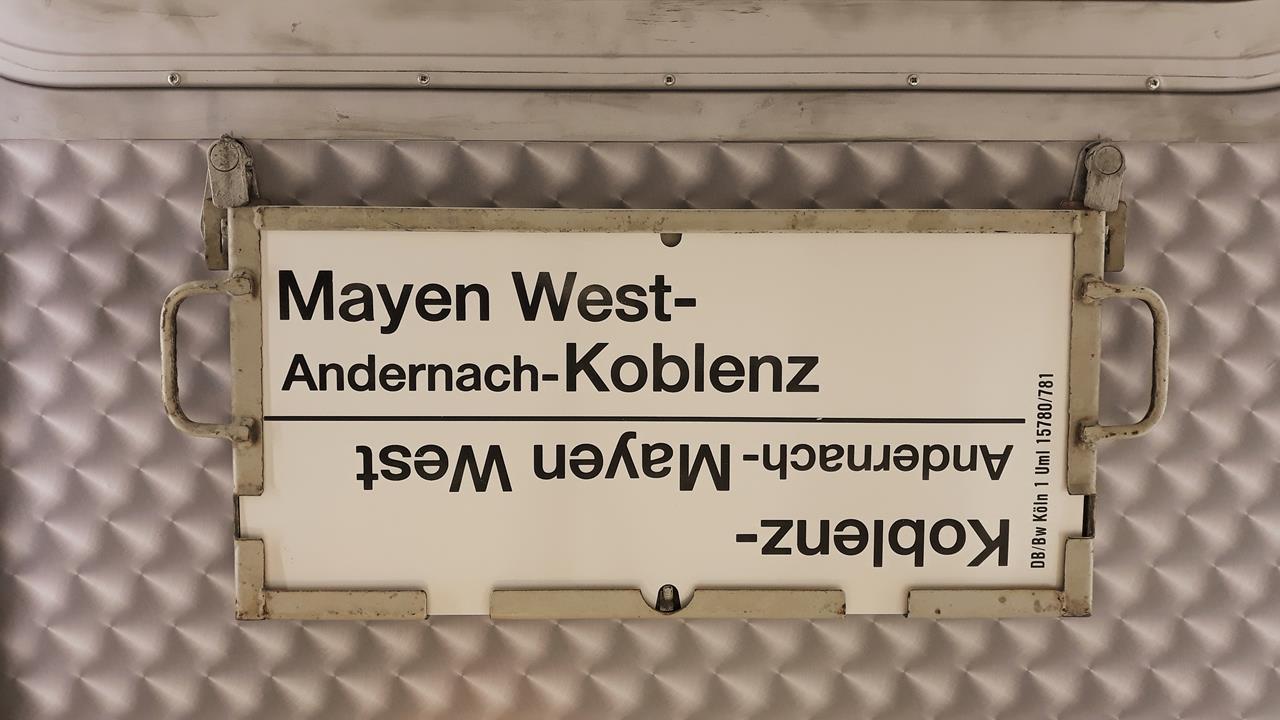 Mayen West-
Andernach-Koblenz
Koblenz-
Andernach-Mayen West
DB/Bw Köln 1 Uml 15780/781